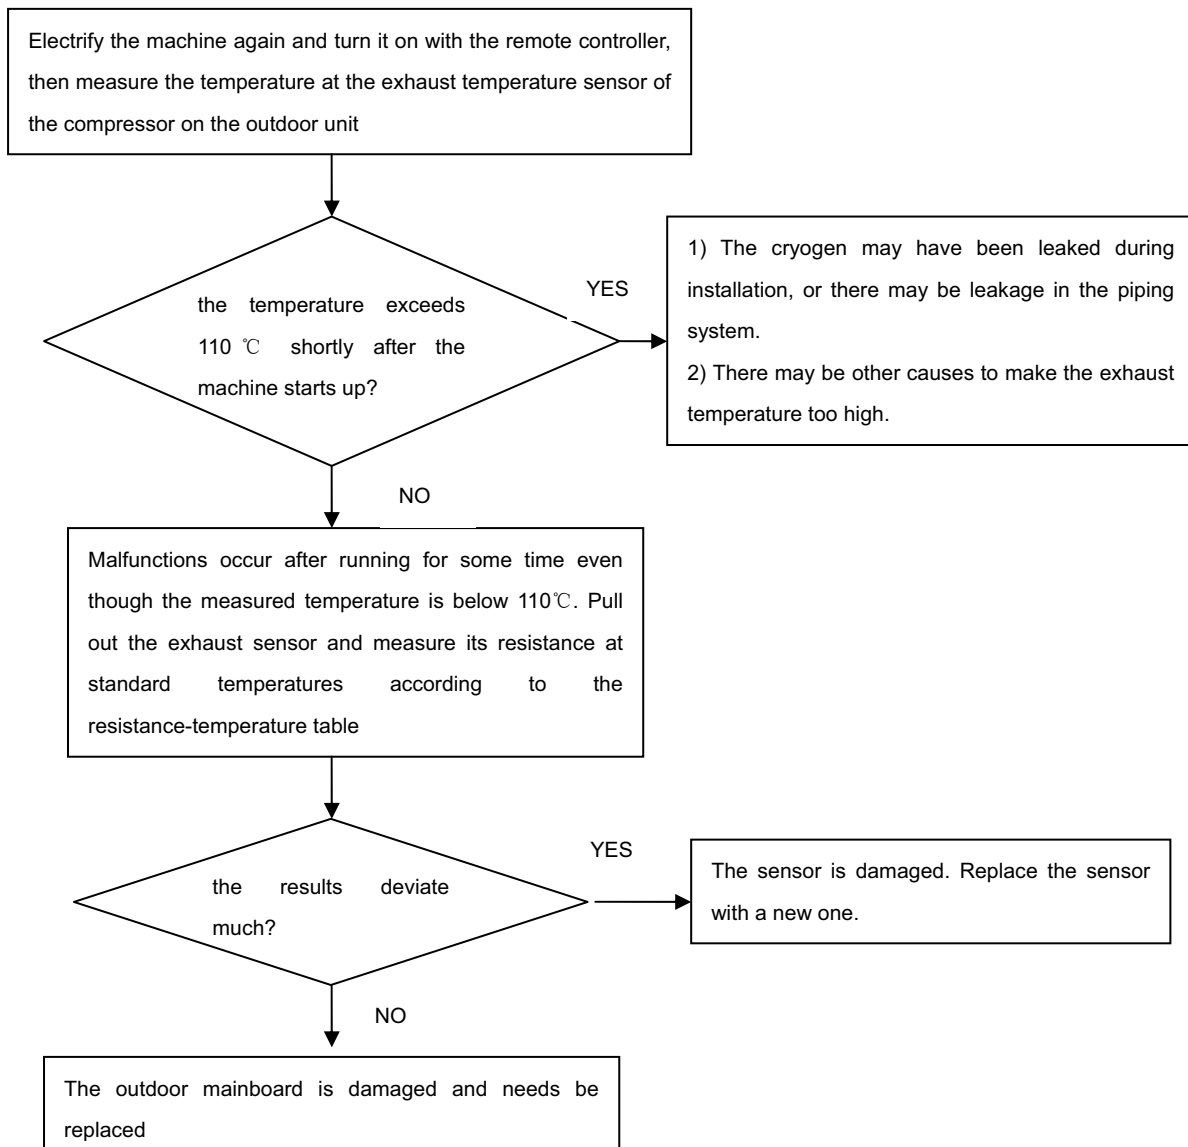 Electrify the machine again and turn it on with the remote controller,
then measure the temperature at the exhaust temperature sensor of
the compressor on the outdoor unit
the temperature exceeds
110 ℃ shortly after the
machine starts up?
YES
1) The cryogen may have been leaked during
installation, or there may be leakage in the piping
system.
2) There may be other causes to make the exhaust
temperature too high.
NO
Malfunctions occur after running for some time even
though the measured temperature is below 110℃. Pull
out the exhaust sensor and measure its resistance at
standard temperatures according to the
resistance-temperature table
the results deviate
much?
YES
The sensor is damaged. Replace the sensor
with a new one.
NO
The outdoor mainboard is damaged and needs be
replaced